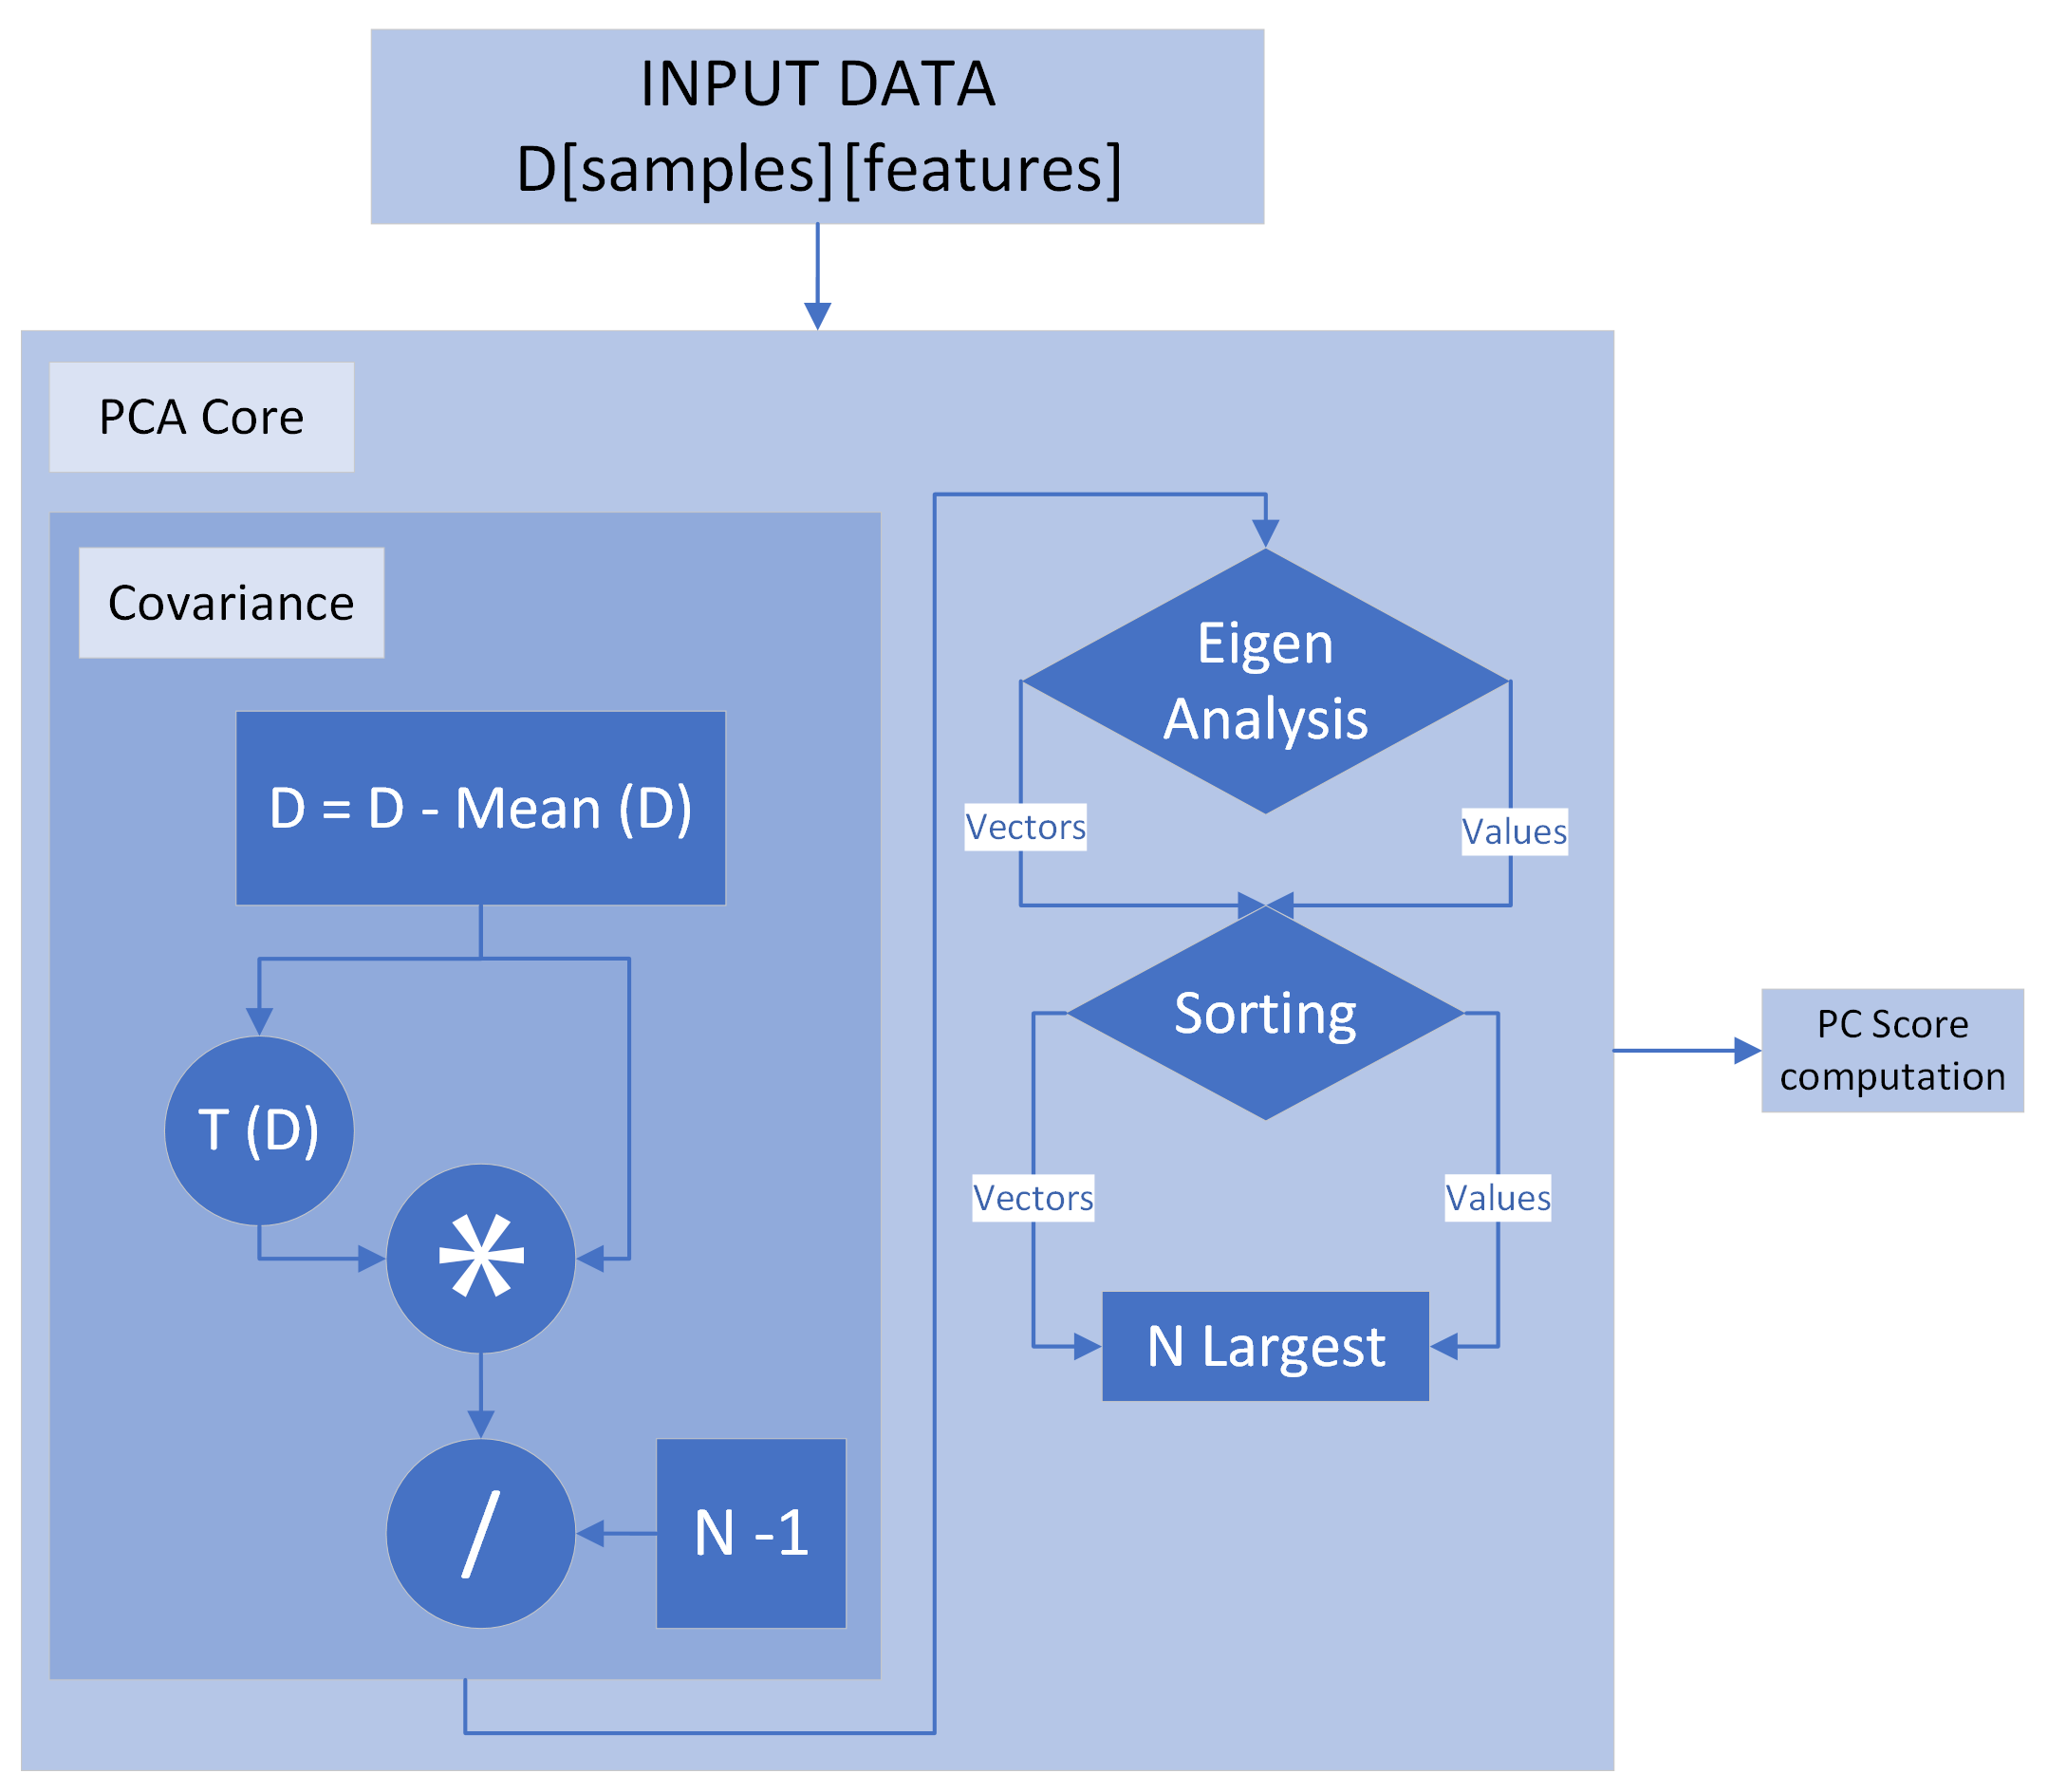 INPUT DATA
D[samples][features]
PCA Core
Covariance
D = D - Mean (D)
T (D)
*
/
N -1
Eigen
Analysis
Vectors
Values
Sorting
Vectors
Values
N Largest
PC Score
computation